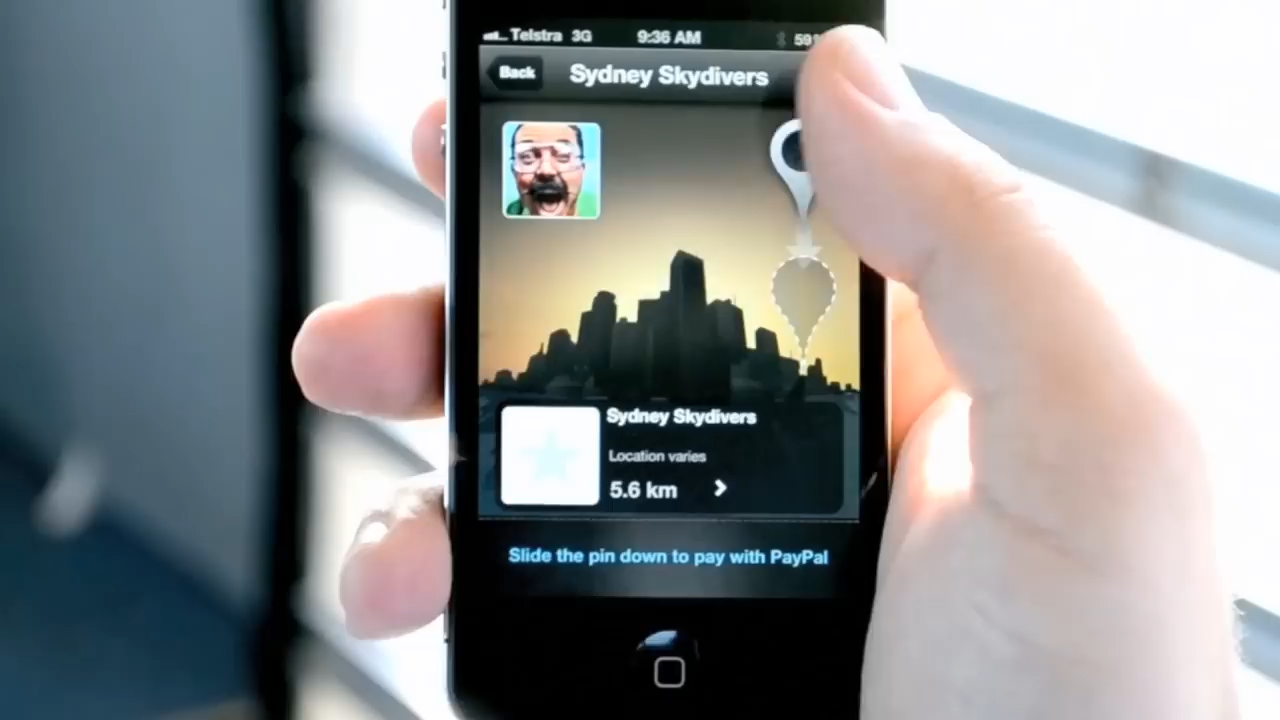 Telstra 3G 9:36 AM 59
Back Sydney Skydivers
Sydney Skydivers
Location varies
5.6 km
Slide the pin down to pay with PayPal